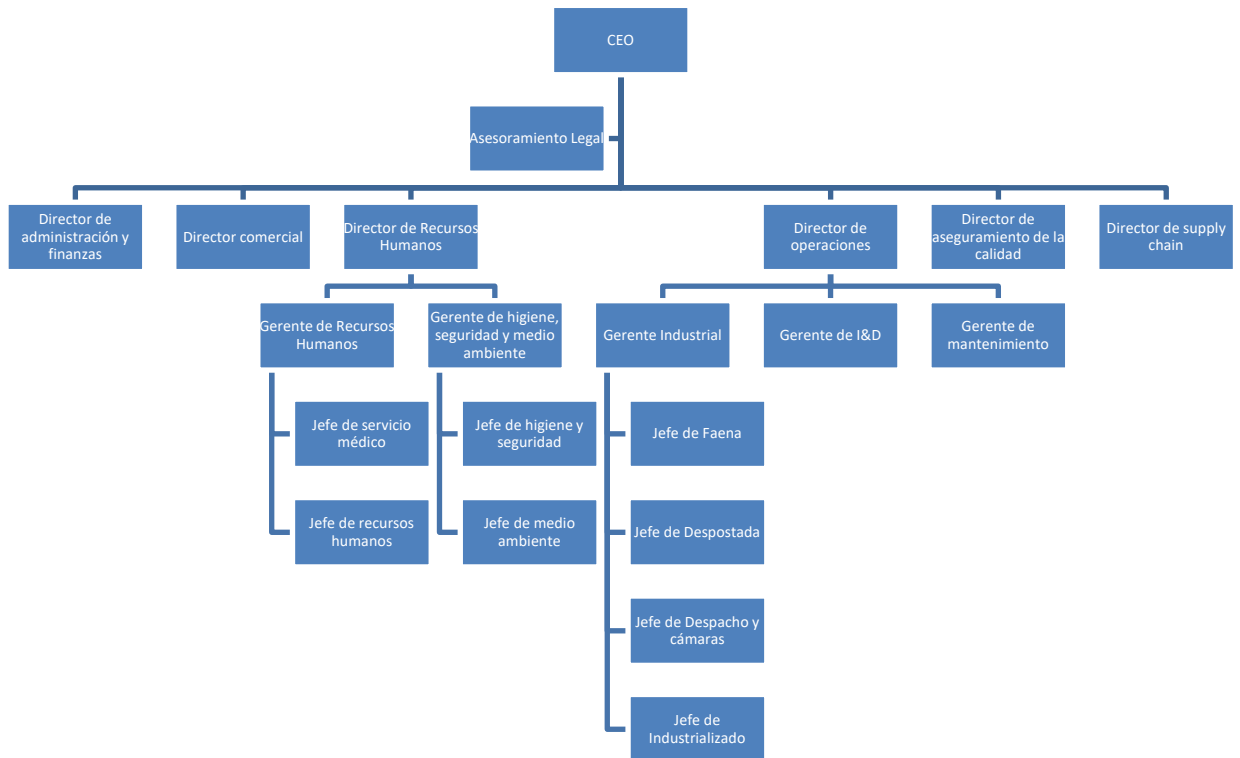 CEO
Asesoramiento Legal
Director de
administración y
finanzas
Director comercial
Director de Recursos
Humanos
Director de
operaciones
Director de
aseguramiento de la
calidad
Director de supply
chain
Gerente de Recursos
Humanos
Gerente de higiene,
seguridad y medio
ambiente
Gerente Industrial
Gerente de I&D
Gerente de
mantenimiento
Jefe de servicio
médico
Jefe de higiene y
seguridad
Jefe de Faena
Jefe de recursos
humanos
Jefe de medio
ambiente
Jefe de Despostada
Jefe de Despacho y
cámaras
Jefe de
Industrializado